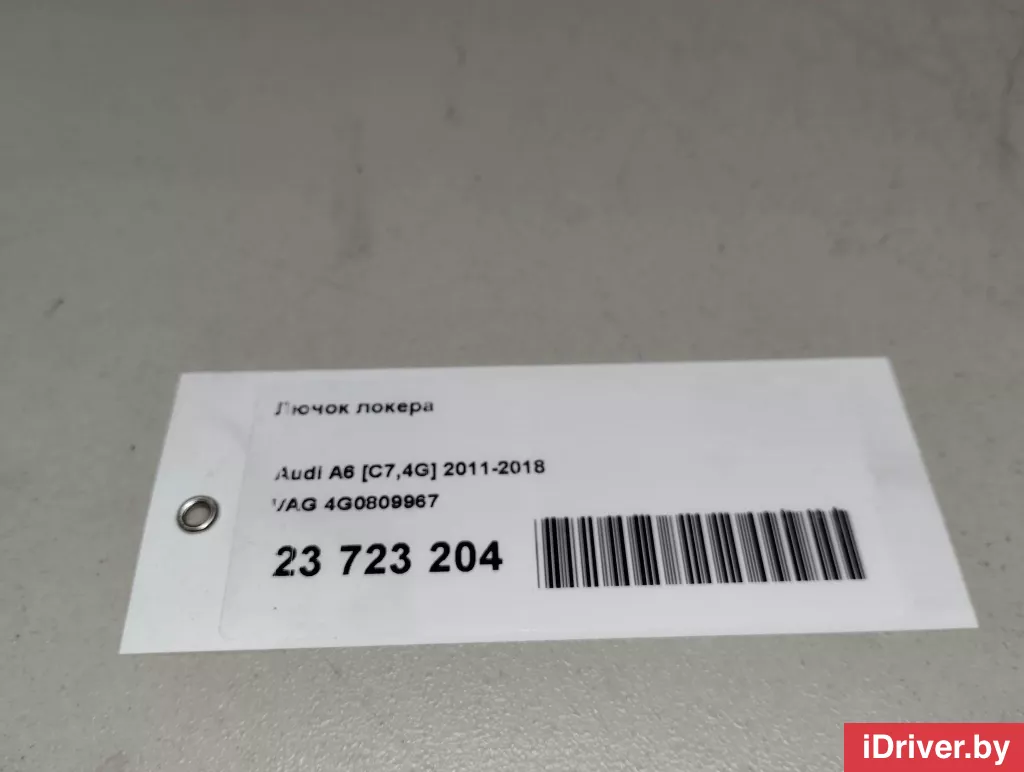 Лючок локера
Audi A6 [C7,4G] 2011-2018
VAG 4G0809967
23 723 204
iDriver.by